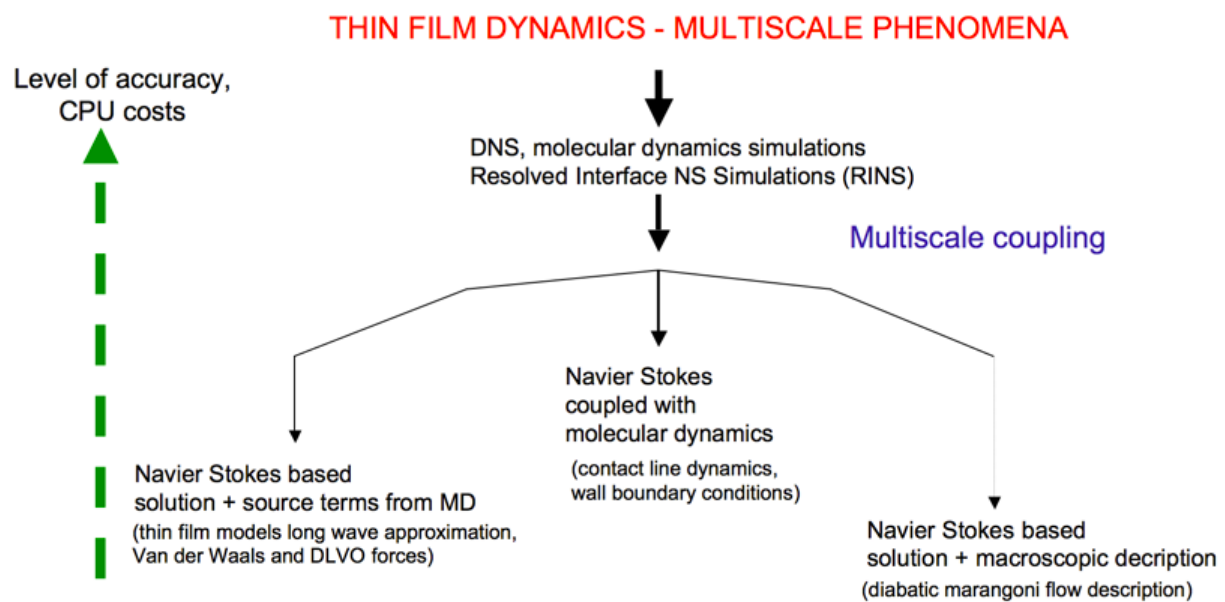 THIN FILM DYNAMICS - MULTISCALE PHENOMENA
Level of accuracy,
CPU costs
DNS, molecular dynamics simulations
Resolved Interface NS Simulations (RINS)
Multiscale coupling
Navier Stokes based
solution + source terms from MD
(thin film models long wave approximation,
Van der Waals and DLVO forces)
Navier Stokes
coupled with
molecular dynamics
(contact line dynamics,
wall boundary conditions)
Navier Stokes based
solution + macroscopic decription
(diabatic marangoni flow description)